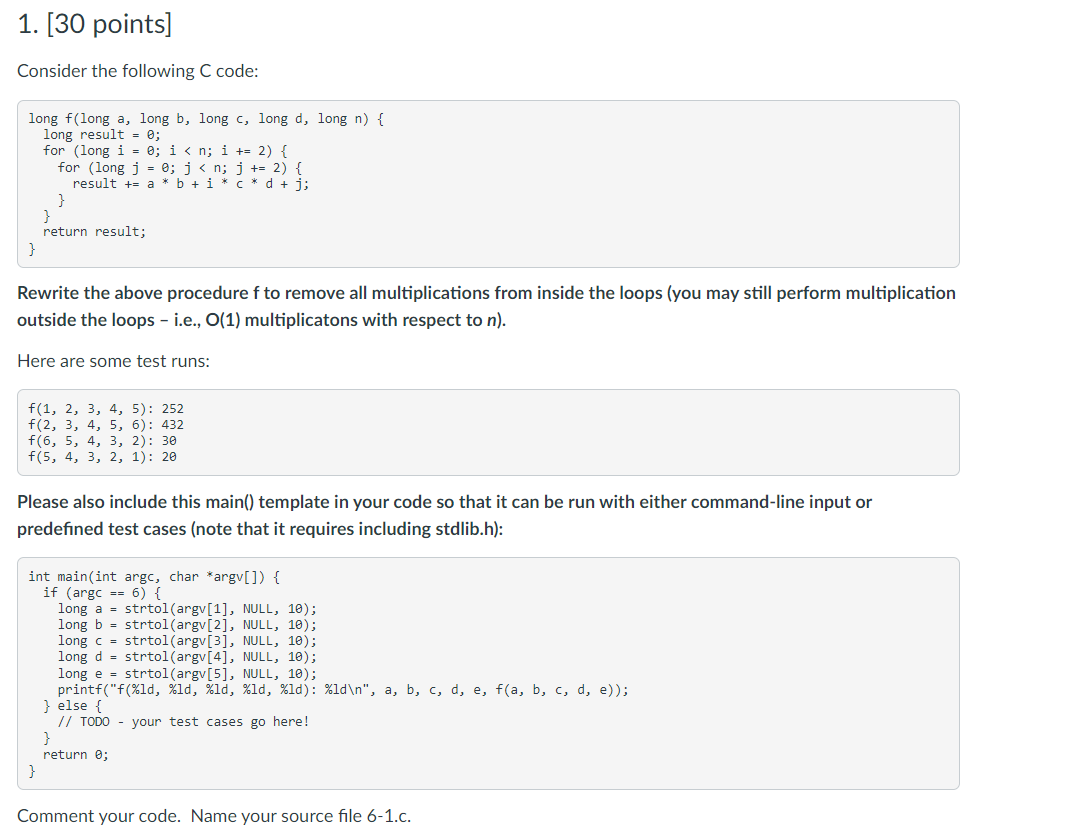 1. [30 points]
Consider the following C code:
long f(long a, long b, long c, long d, long n) {
  long result = 0;
  for (long i = 0; i < n; i += 2) {
    for (long j = 0; j < n; j += 2) {
      result += a * b + i * c * d + j;
    }
  }
  return result;
}
Rewrite the above procedure f to remove all multiplications from inside the loops (you may still perform multiplication
outside the loops – i.e., O(1) multiplicatons with respect to n).
Here are some test runs:
f(1, 2, 3, 4, 5): 252
f(2, 3, 4, 5, 6): 432
f(6, 5, 4, 3, 2): 30
f(5, 4, 3, 2, 1): 20
Please also include this main() template in your code so that it can be run with either command-line input or
predefined test cases (note that it requires including stdlib.h):
int main(int argc, char *argv[]) {
  if (argc == 6) {
    long a = strtol(argv[1], NULL, 10);
    long b = strtol(argv[2], NULL, 10);
    long c = strtol(argv[3], NULL, 10);
    long d = strtol(argv[4], NULL, 10);
    long e = strtol(argv[5], NULL, 10);
    printf("f(%ld, %ld, %ld, %ld, %ld): %ld\n", a, b, c, d, e, f(a, b, c, d, e));
  } else {
    // TODO - your test cases go here!
  }
  return 0;
}
Comment your code.  Name your source file 6-1.c.